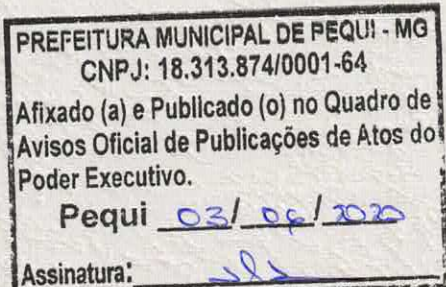 PREFEITURA MUNICIPAL DE PEQUI - MG
CNPJ: 18.313.874/0001-64
Afixado (a) e Publicado (o) no Quadro de
Avisos Oficial de Publicações de Atos do
Poder Executivo.
Pequi 03/06/2020
Assinatura: